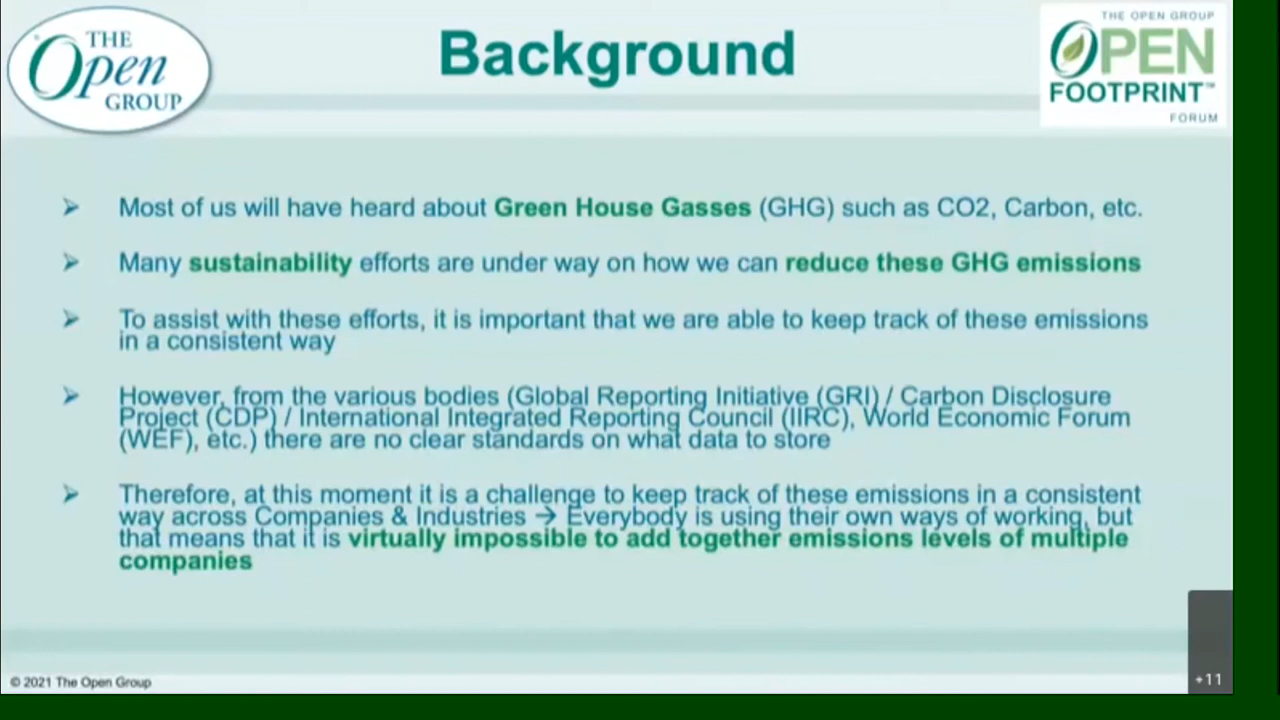 THE
Open
GROUP
Background
THE OPEN GROUP
OPEN
FOOTPRINT™
FORUM
➢ Most of us will have heard about Green House Gasses (GHG) such as CO2, Carbon, etc.
➢ Many sustainability efforts are under way on how we can reduce these GHG emissions
➢ To assist with these efforts, it is important that we are able to keep track of these emissions
in a consistent way
➢ However, from the various bodies (Global Reporting Initiative (GRI) / Carbon Disclosure
Project (CDP) / International Integrated Reporting Council (IIRC), World Economic Forum
(WEF), etc.) there are no clear standards on what data to store
➢ Therefore, at this moment it is a challenge to keep track of these emissions in a consistent
way across Companies & Industries → Everybody is using their own ways of working, but
that means that it is virtually impossible to add together emissions levels of multiple
companies
© 2021 The Open Group
+11